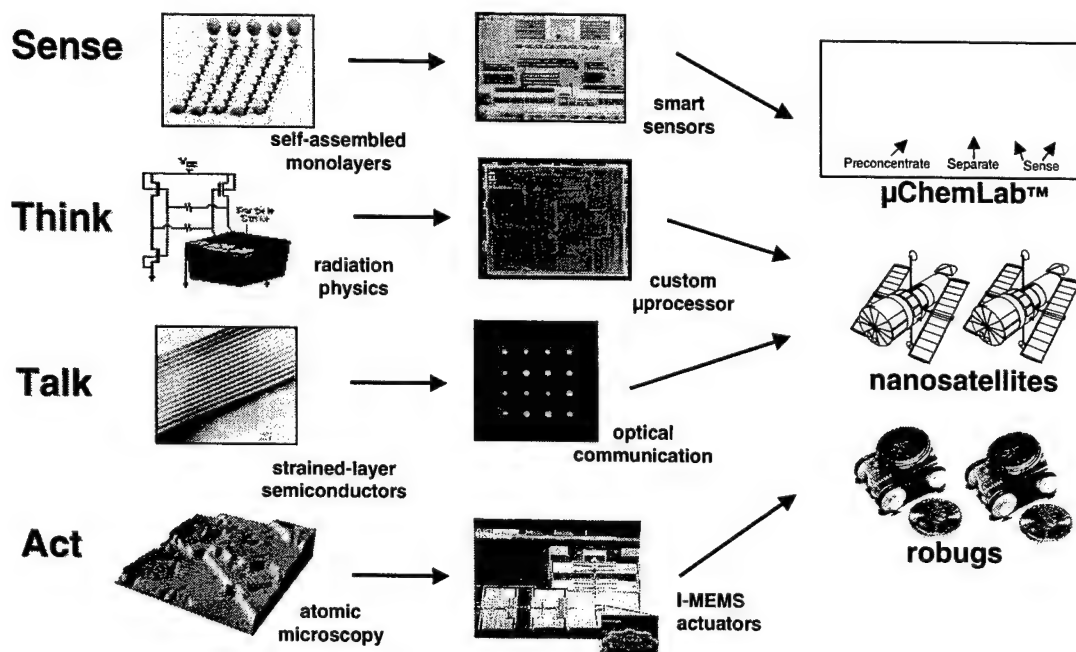 Sense
self-assembled
monolayers
smart
sensors
Preconcentrate Separate Sense
µChemLab™
Think
radiation
physics
custom
µprocessor
nanosatellites
Talk
strained-layer
semiconductors
optical
communication
robugs
Act
atomic
microscopy
I-MEMS
actuators